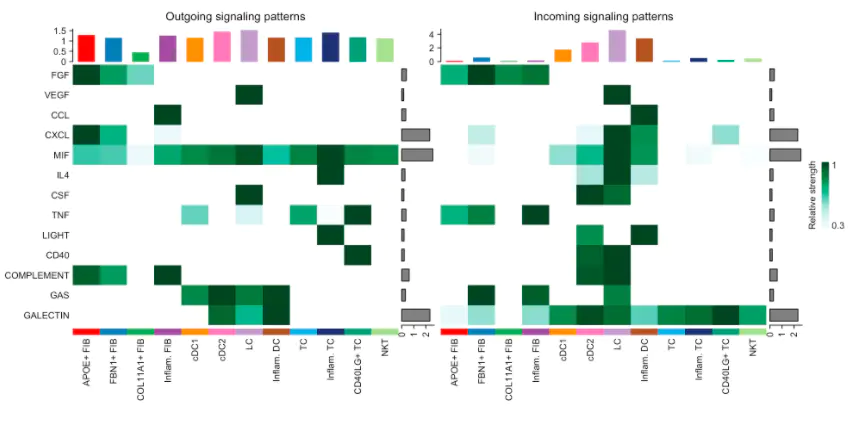 Outgoing signaling patterns
Incoming signaling patterns
1.5
1
0.5
0
4
2
0
FGF
VEGF
CCL
CXCL
MIF
IL4
CSF
TNF
LIGHT
CD40
COMPLEMENT
GAS
GALECTIN
Relative strength
1
0.3
APOE+ FIB
FBN1+ FIB
COL11A1+ FIB
Inflam. FIB
cDC1
cDC2
LC
Inflam. DC
TC
Inflam. TC
CD40LG+ TC
NKT
0
1
2
APOE+ FIB
FBN1+ FIB
COL11A1+ FIB
Inflam. FIB
cDC1
cDC2
LC
Inflam. DC
TC
Inflam. TC
CD40LG+ TC
NKT
0
1
2